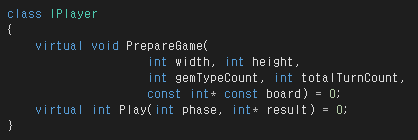 class IPlayer
{
    virtual void PrepareGame(
                    int width, int height,
                    int gemTypeCount, int totalTurnCount,
                    const int* const board) = 0;
    virtual int Play(int phase, int* result) = 0;
}